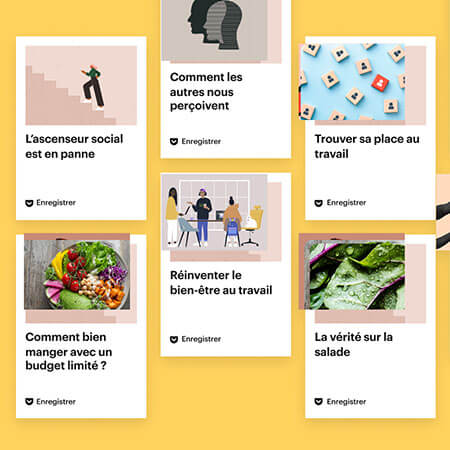 L'ascenseur social
est en panne
Enregistrer
Comment bien
manger avec un
budget limité ?
Enregistrer
Comment les
autres nous
perçoivent
Enregistrer
Réinventer le
bien-être au travail
Enregistrer
Trouver sa place au
travail
Enregistrer
La vérité sur la
salade
Enregistrer